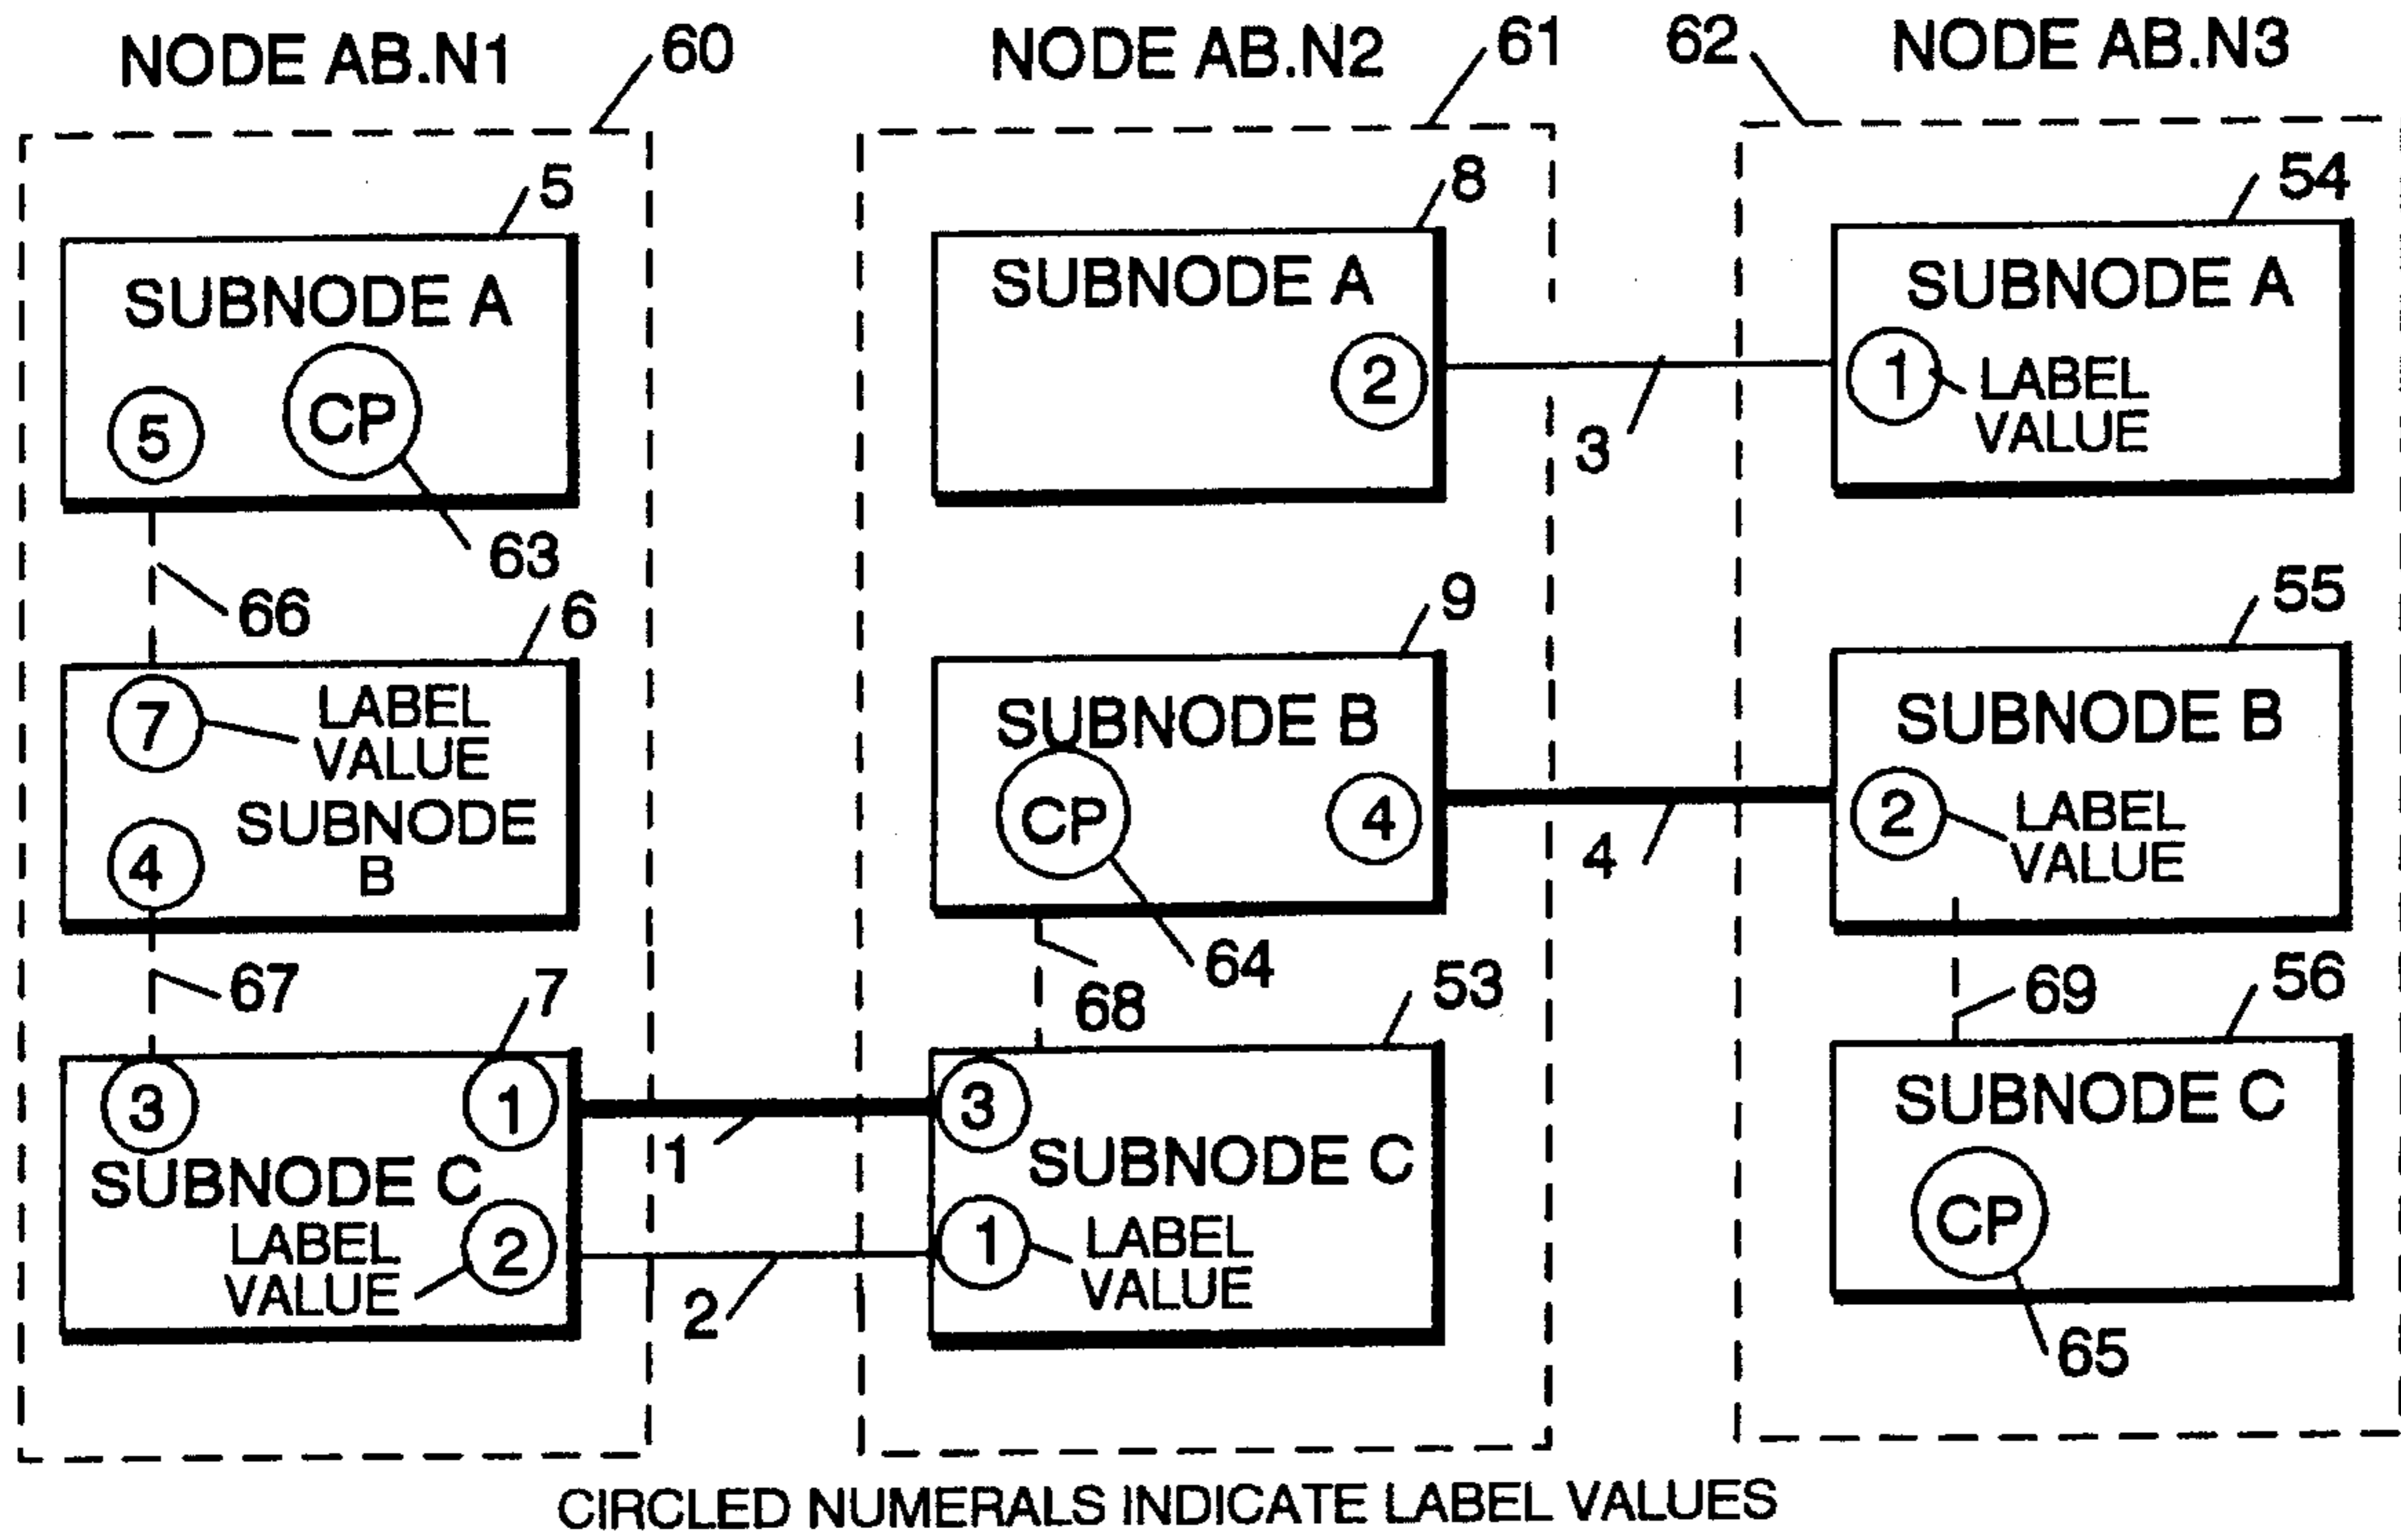 NODE AB.N1
60
NODE AB.N2
61
62
NODE AB.N3
5
SUBNODE A
5
CP
63
66
6
7
LABEL
VALUE
SUBNODE
B
4
67
7
3
1
SUBNODE C
LABEL
VALUE
2
1
2
8
SUBNODE A
2
3
9
SUBNODE B
CP
4
64
4
68
53
3
SUBNODE C
1
LABEL
VALUE
54
SUBNODE A
1
LABEL
VALUE
55
SUBNODE B
2
LABEL
VALUE
69
56
SUBNODE C
CP
65
CIRCLED NUMERALS INDICATE LABEL VALUES